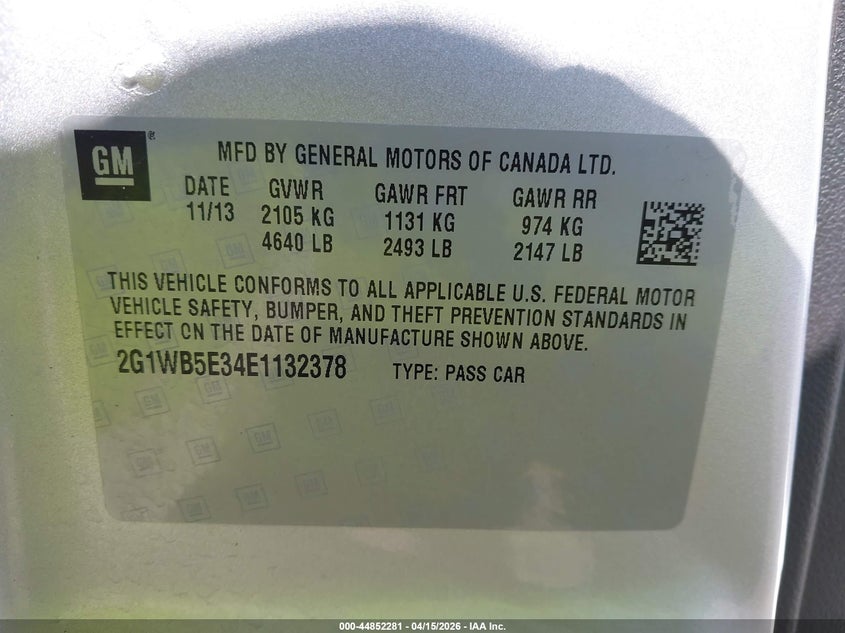 GM®
MFD BY GENERAL MOTORS OF CANADA LTD.
DATE GVWR GAWR FRT GAWR RR
11/13 2105 KG 1131 KG 974 KG
4640 LB 2493 LB 2147 LB
THIS VEHICLE CONFORMS TO ALL APPLICABLE U.S. FEDERAL MOTOR
VEHICLE SAFETY, BUMPER, AND THEFT PREVENTION STANDARDS IN
EFFECT ON THE DATE OF MANUFACTURE SHOWN ABOVE.
2G1WB5E34E1132378 TYPE: PASS CAR
000-44852281 - 04/15/2026 - IAA Inc.